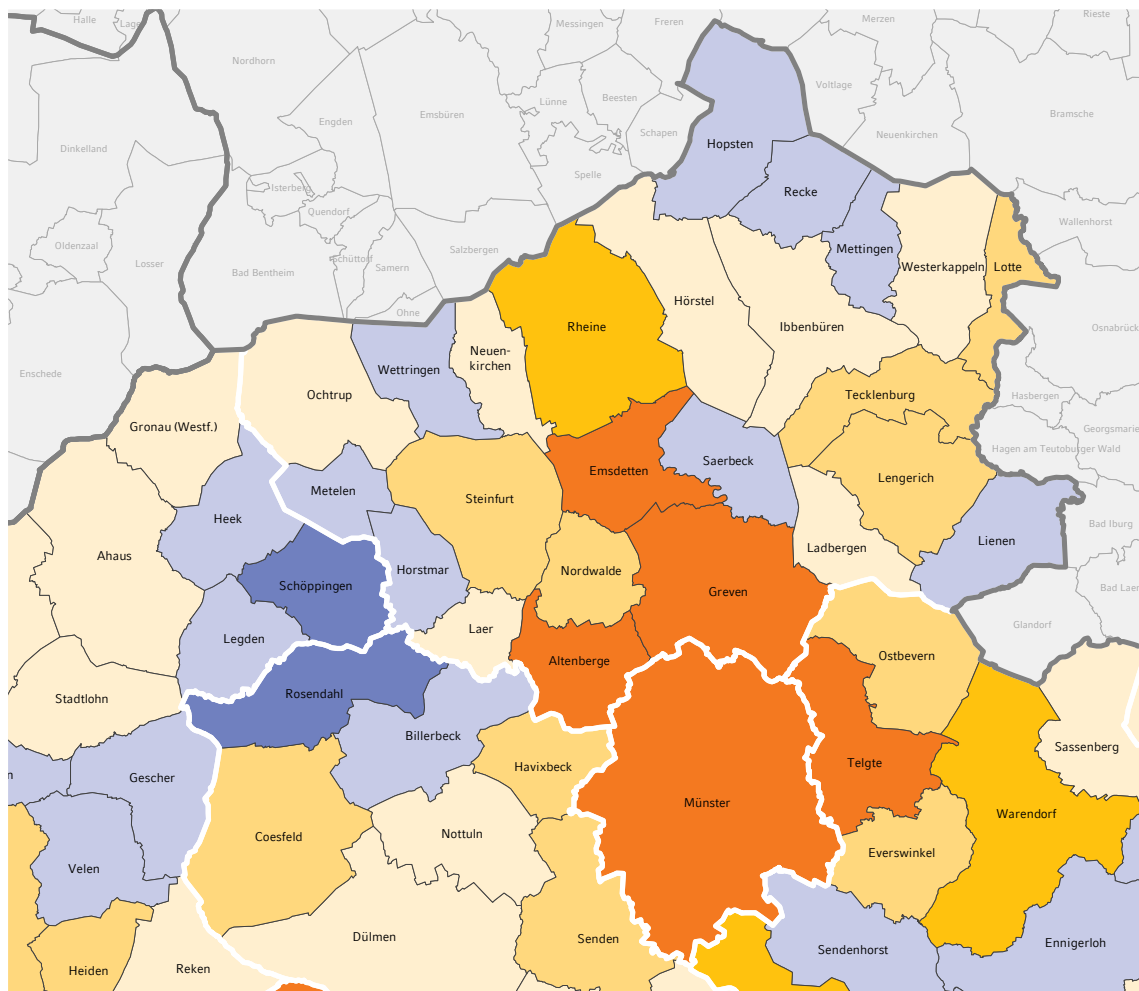 Halle
Lage
Messingen
Freren
Merzen
Rieste
Nordhorn
Voltlage
Lünne
Beesten
Emsbüren
Bramsche
Engden
Schapen
Neuenkirchen
Dinkelland
Hopsten
Spelle
Isterberg
Recke
Quendorf
Wallenhorst
Oldenzaal
Salzbergen
Mettingen
Schüttorf
Losser
Samern
Westerkappeln
Lotte
Bad Bentheim
Hörstel
Ohne
Rheine
Ibbenbüren
Osnabrück
Neuen-
kirchen
Wettringen
Enschede
Ochtrup
Tecklenburg
Hasbergen
Gronau (Westf.)
Georgsmarie
Hagen am Teutoburger Wald
Saerbeck
Emsdetten
Lengerich
Metelen
Steinfurt
Heek
Bad Iburg
Lienen
Ladbergen
Ahaus
Horstmar
Nordwalde
Schöppingen
Bad Laer
Greven
Glandorf
Laer
Legden
Ostbevern
Altenberge
Rosendahl
Stadtlohn
Billerbeck
Sassenberg
Telgte
Havixbeck
n
Gescher
Münster
Warendorf
Nottuln
Coesfeld
Everswinkel
Velen
Dülmen
Senden
Ennigerloh
Sendenhorst
Reken
Heiden